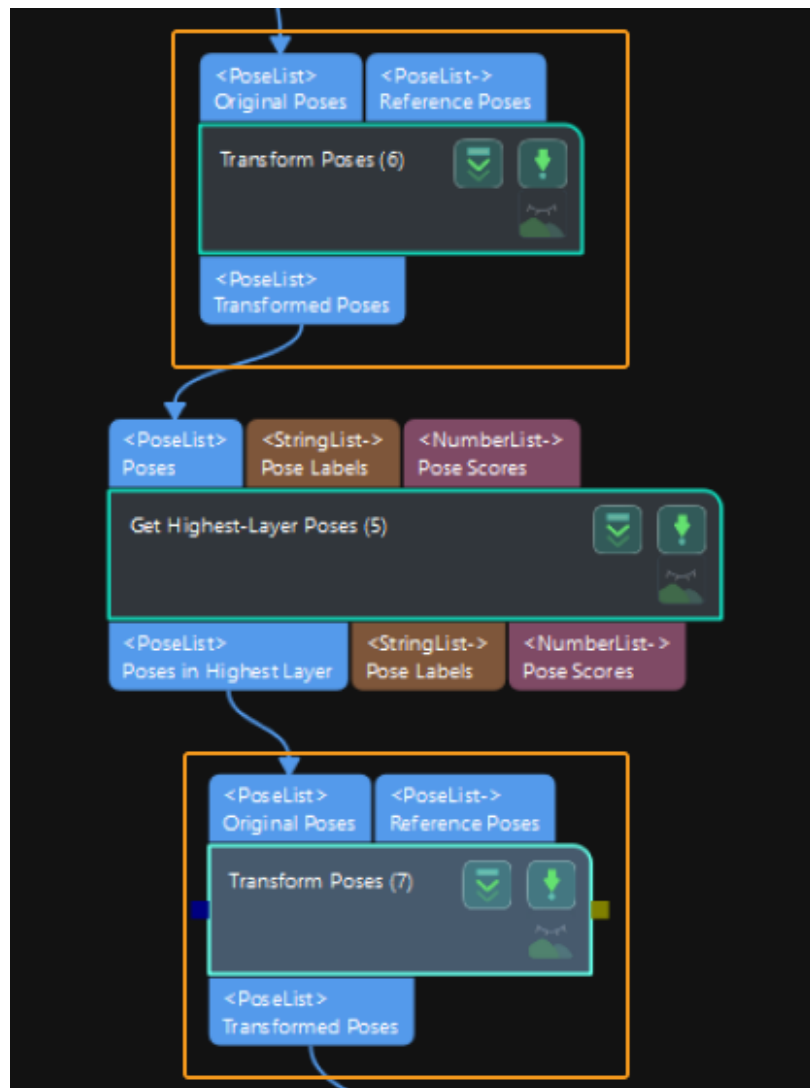 <PoseList> <PoseList->
Original Poses Reference Poses
Transform Poses (6)
<PoseList>
Transformed Poses
<PoseList> <StringList-> <NumberList->
Poses Pose Labels Pose Scores
Get Highest-Layer Poses (5)
<PoseList> <StringList-> <NumberList->
Poses in Highest Layer Pose Labels Pose Scores
<PoseList> <PoseList->
Original Poses Reference Poses
Transform Poses (7)
<PoseList>
Transformed Poses